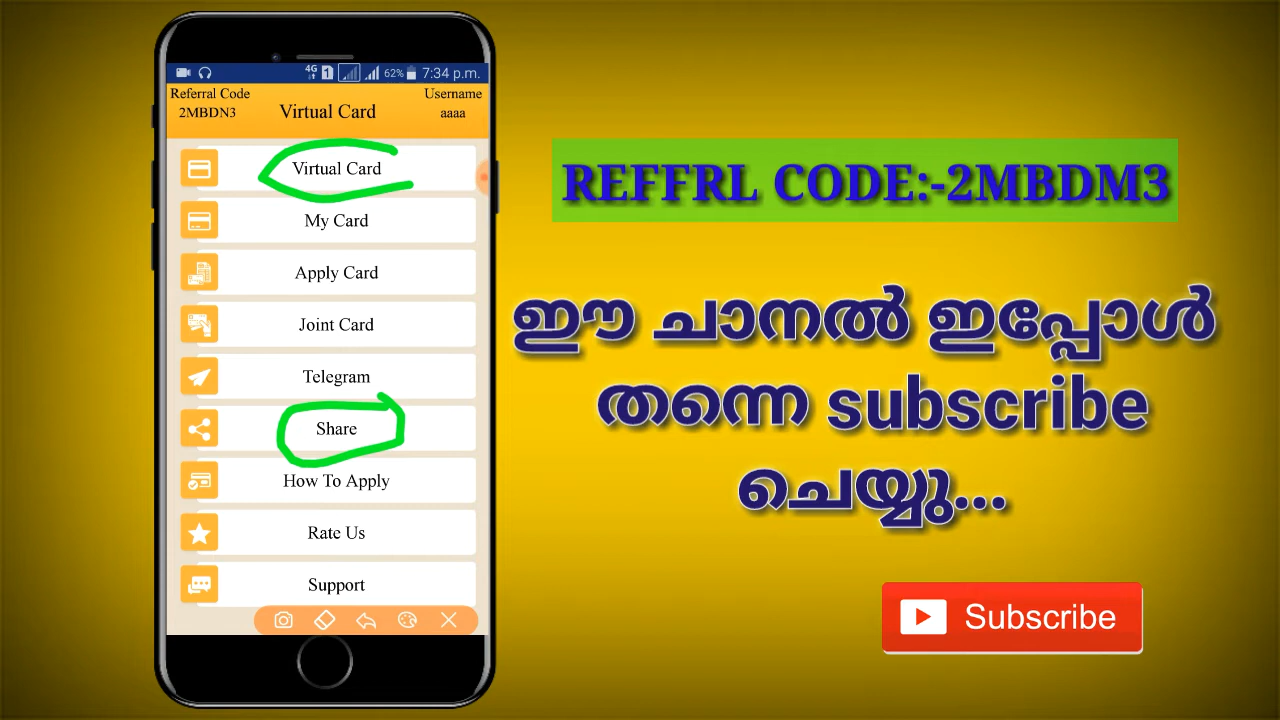 4G 1 62% 7:34 p.m.
Referral Code
2MBDN3
Virtual Card
Username
aaaa
Virtual Card
My Card
Apply Card
Joint Card
Telegram
Share
How To Apply
Rate Us
Support
REFFRL CODE:-2MBDM3
ഈ ചാനൽ ഇപ്പോൾ
തന്നെ subscribe
ചെയ്യു...
Subscribe